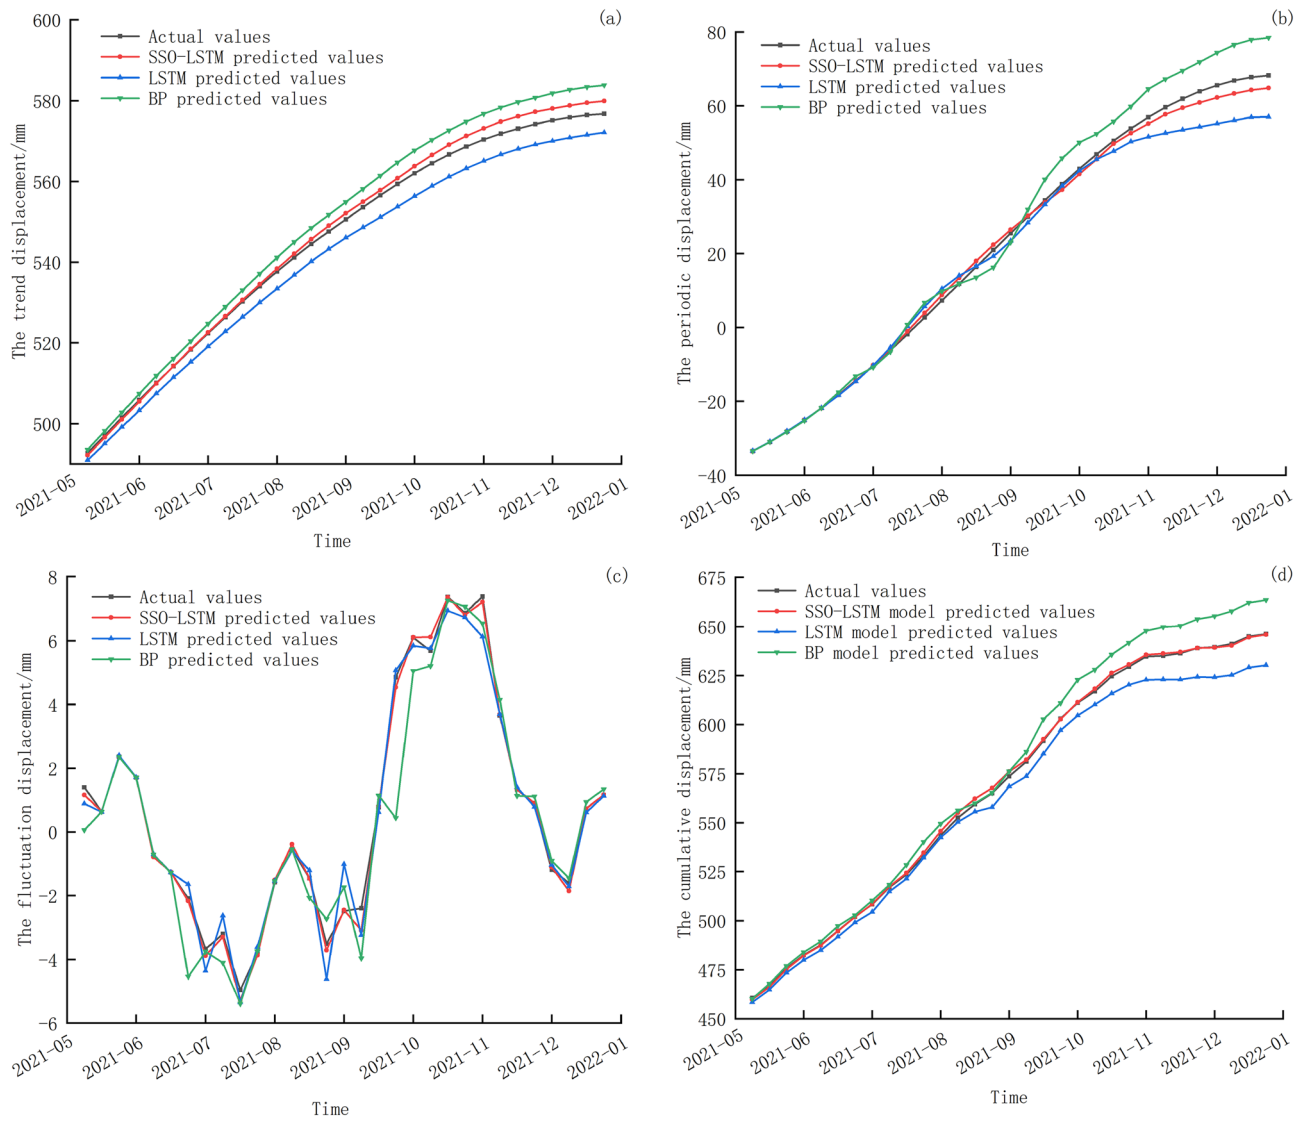 (a)
Actual values
SSO-LSTM predicted values
LSTM predicted values
BP predicted values
600
580
560
540
520
500
The trend displacement/mm
2021-05
2021-06
2021-07
2021-08
2021-09
2021-10
2021-11
2021-12
2022-01
Time
(b)
Actual values
SSO-LSTM predicted values
LSTM predicted values
BP predicted values
80
60
40
20
0
-20
-40
The periodic displacement/mm
2021-05
2021-06
2021-07
2021-08
2021-09
2021-10
2021-11
2021-12
2022-01
Time
(c)
Actual values
SSO-LSTM predicted values
LSTM predicted values
BP predicted values
8
6
4
2
0
-2
-4
-6
The fluctuation displacement/mm
2021-05
2021-06
2021-07
2021-08
2021-09
2021-10
2021-11
2021-12
2022-01
Time
(d)
Actual values
SSO-LSTM model predicted values
LSTM model predicted values
BP model predicted values
675
650
625
600
575
550
525
500
475
450
The cumulative displacement/mm
2021-05
2021-06
2021-07
2021-08
2021-09
2021-10
2021-11
2021-12
2022-01
Time